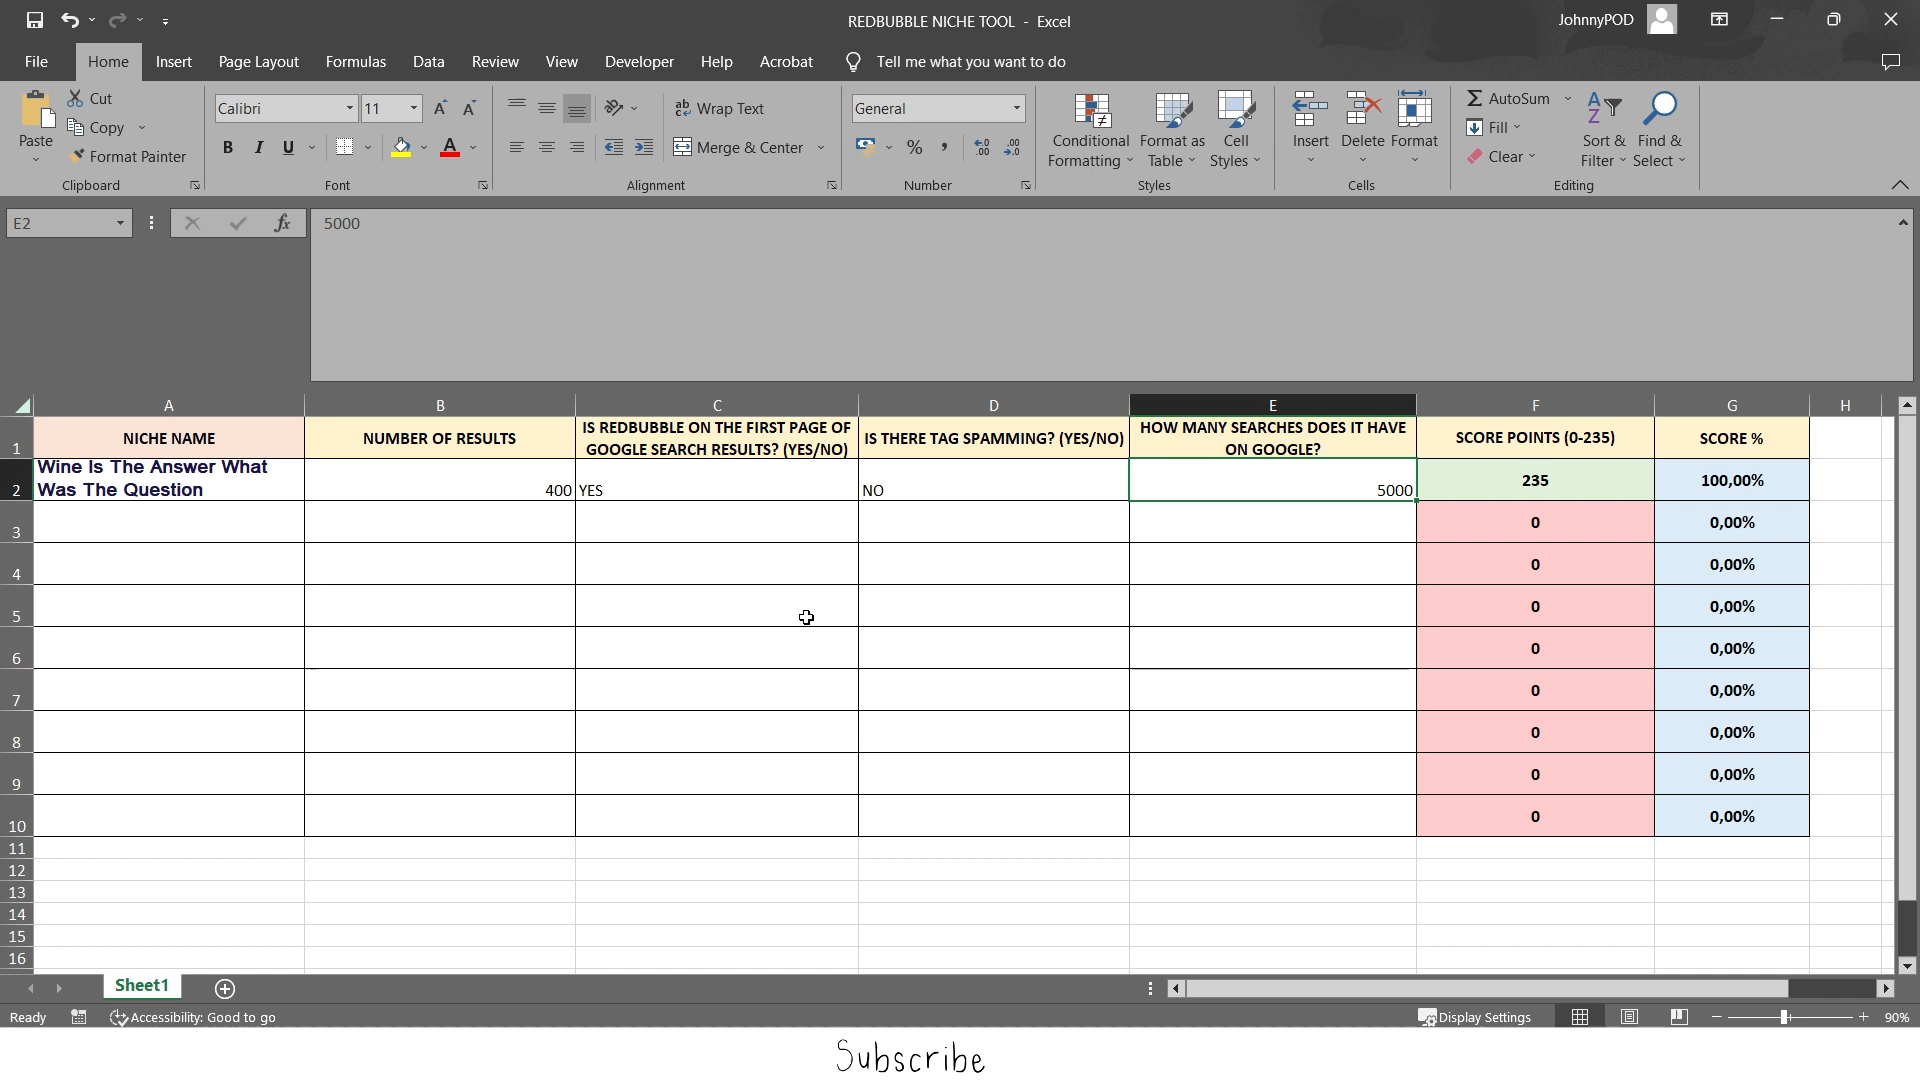 REDBUBBLE NICHE TOOL - Excel
JohnnyPOD
File Home Insert Page Layout Formulas Data Review View Developer Help Acrobat Tell me what you want to do
Paste
Cut
Copy
Format Painter
Clipboard
Calibri 11
A A
B I U A
Font
ab Wrap Text
Merge & Center
Alignment
General
% ,
Number
Conditional Formatting
Format as Table
Cell Styles
Styles
Insert Delete Format
Cells
AutoSum
Fill
Clear
Sort & Filter
Find & Select
Editing
E2 fx 5000
A B C D E F G H
1 NICHE NAME NUMBER OF RESULTS IS REDBUBBLE ON THE FIRST PAGE OF GOOGLE SEARCH RESULTS? (YES/NO) IS THERE TAG SPAMMING? (YES/NO) HOW MANY SEARCHES DOES IT HAVE ON GOOGLE? SCORE POINTS (0-235) SCORE %
2 Wine Is The Answer What Was The Question 400 YES NO 5000 235 100,00%
3 0 0,00%
4 0 0,00%
5 0 0,00%
6 0 0,00%
7 0 0,00%
8 0 0,00%
9 0 0,00%
10 0 0,00%
11
12
13
14
15
16
Sheet1
Ready Accessibility: Good to go Display Settings 90%
Subscribe